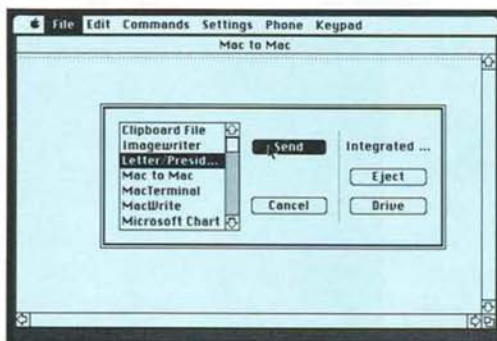 File Edit Commands Settings Phone Keypad
Mac to Mac
Clipboard File
Imagewriter
Letter/Presid...
Mac to Mac
MacTerminal
MacWrite
Microsoft Chart
Send
Cancel
Integrated ...
Eject
Drive